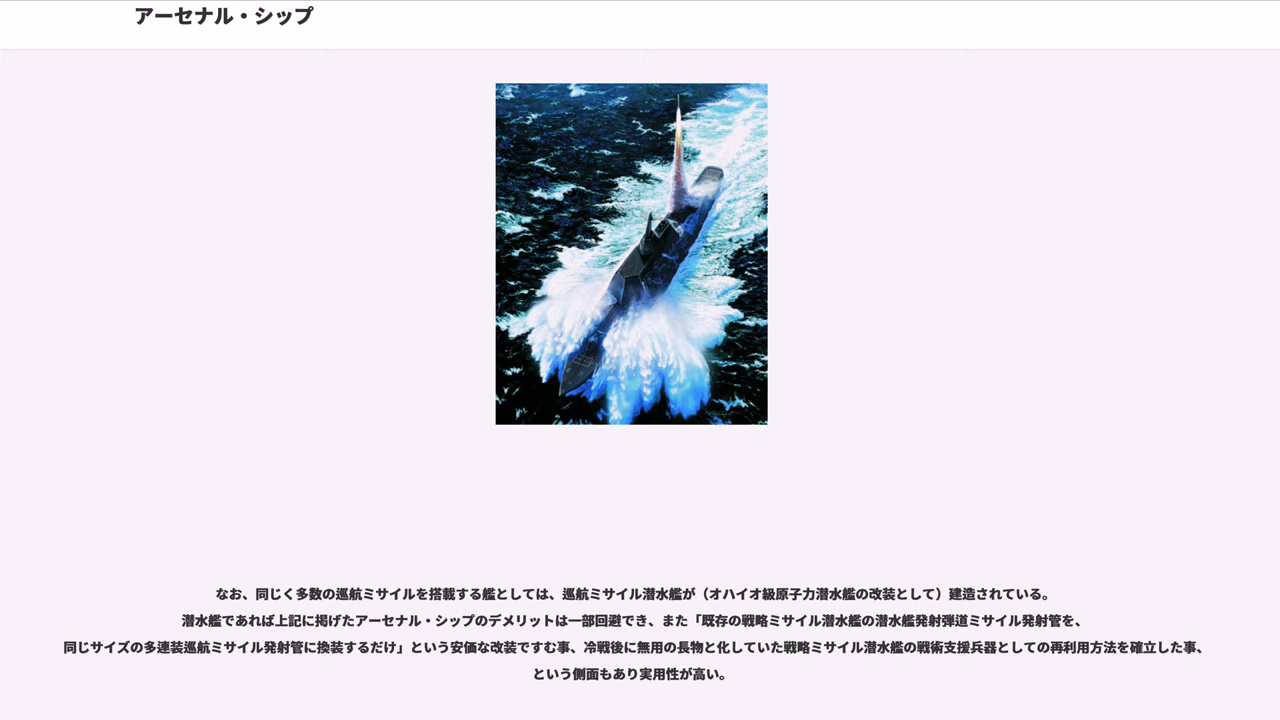 アーセナル・シップ
なお、同じく多数の巡航ミサイルを搭載する艦としては、巡航ミサイル潜水艦が（オハイオ級原子力潜水艦の改装として）建造されている。
潜水艦であれば上記に掲げたアーセナル・シップのデメリットは一部回避でき、また「既存の戦略ミサイル潜水艦の潜水艦発射弾道ミサイル発射管を、
同じサイズの多連装巡航ミサイル発射管に換装するだけ」という安価な改装ですむ事、冷戦後に無用の長物と化していた戦略ミサイル潜水艦の戦術支援兵器としての再利用方法を確立した事、
という側面もあり実用性が高い。